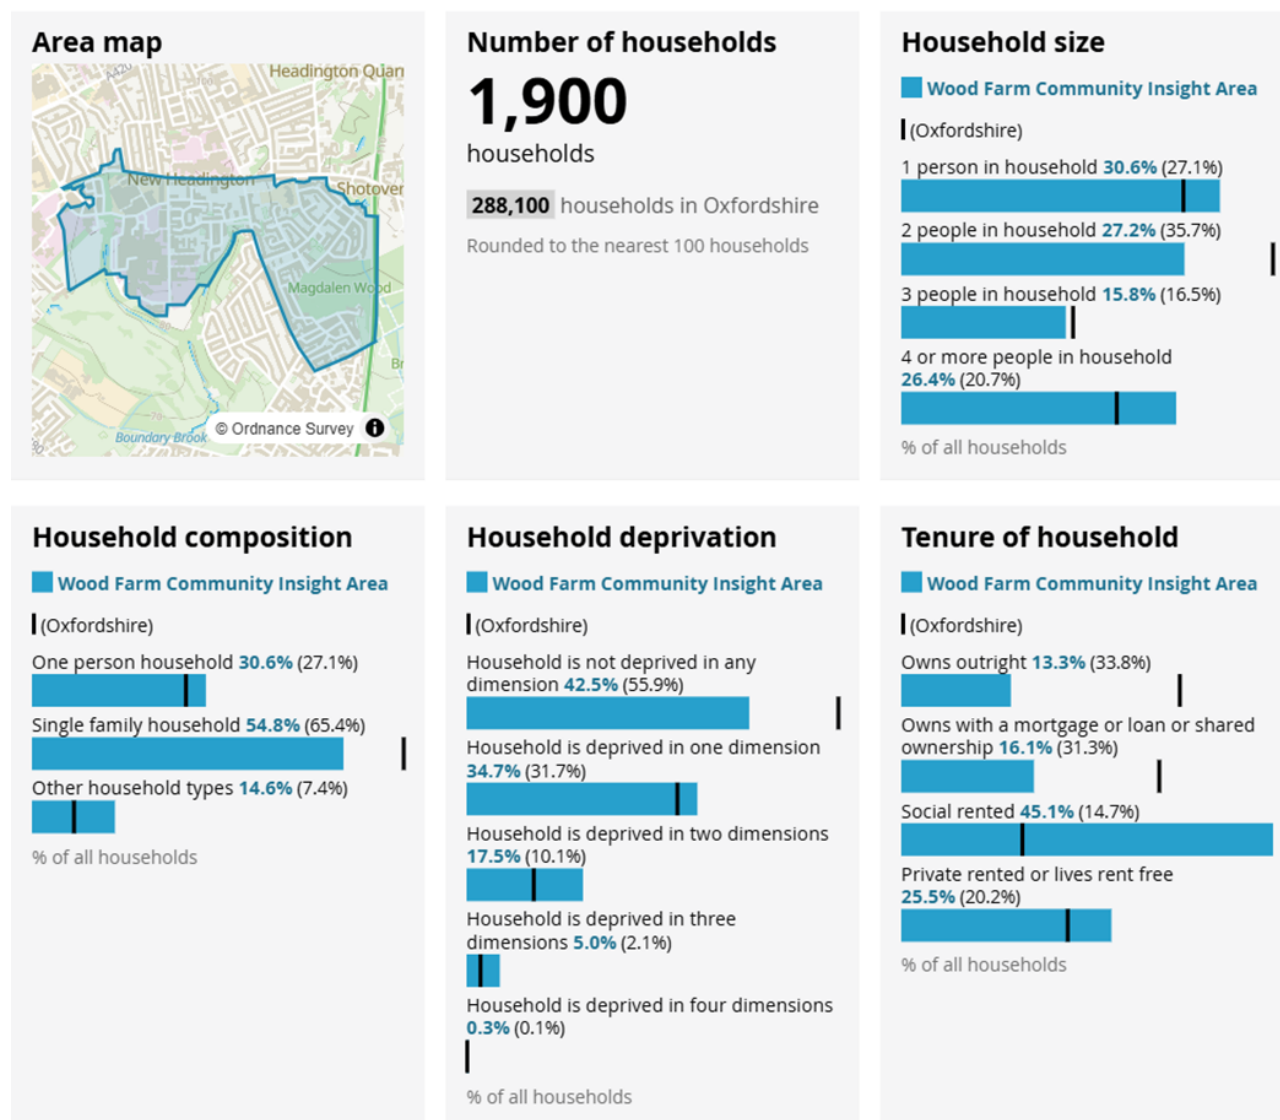 Area map
A420
Headington Quarr
New Headington
Shotover
Magdalen Wood
Boundary Brook
© Ordnance Survey
Number of households
1,900
households
288,100 households in Oxfordshire
Rounded to the nearest 100 households
Household size
Wood Farm Community Insight Area
(Oxfordshire)
1 person in household 30.6% (27.1%)
2 people in household 27.2% (35.7%)
3 people in household 15.8% (16.5%)
4 or more people in household
26.4% (20.7%)
% of all households
Household composition
Wood Farm Community Insight Area
(Oxfordshire)
One person household 30.6% (27.1%)
Single family household 54.8% (65.4%)
Other household types 14.6% (7.4%)
% of all households
Household deprivation
Wood Farm Community Insight Area
(Oxfordshire)
Household is not deprived in any
dimension 42.5% (55.9%)
Household is deprived in one dimension
34.7% (31.7%)
Household is deprived in two dimensions
17.5% (10.1%)
Household is deprived in three
dimensions 5.0% (2.1%)
Household is deprived in four dimensions
0.3% (0.1%)
% of all households
Tenure of household
Wood Farm Community Insight Area
(Oxfordshire)
Owns outright 13.3% (33.8%)
Owns with a mortgage or loan or shared
ownership 16.1% (31.3%)
Social rented 45.1% (14.7%)
Private rented or lives rent free
25.5% (20.2%)
% of all households